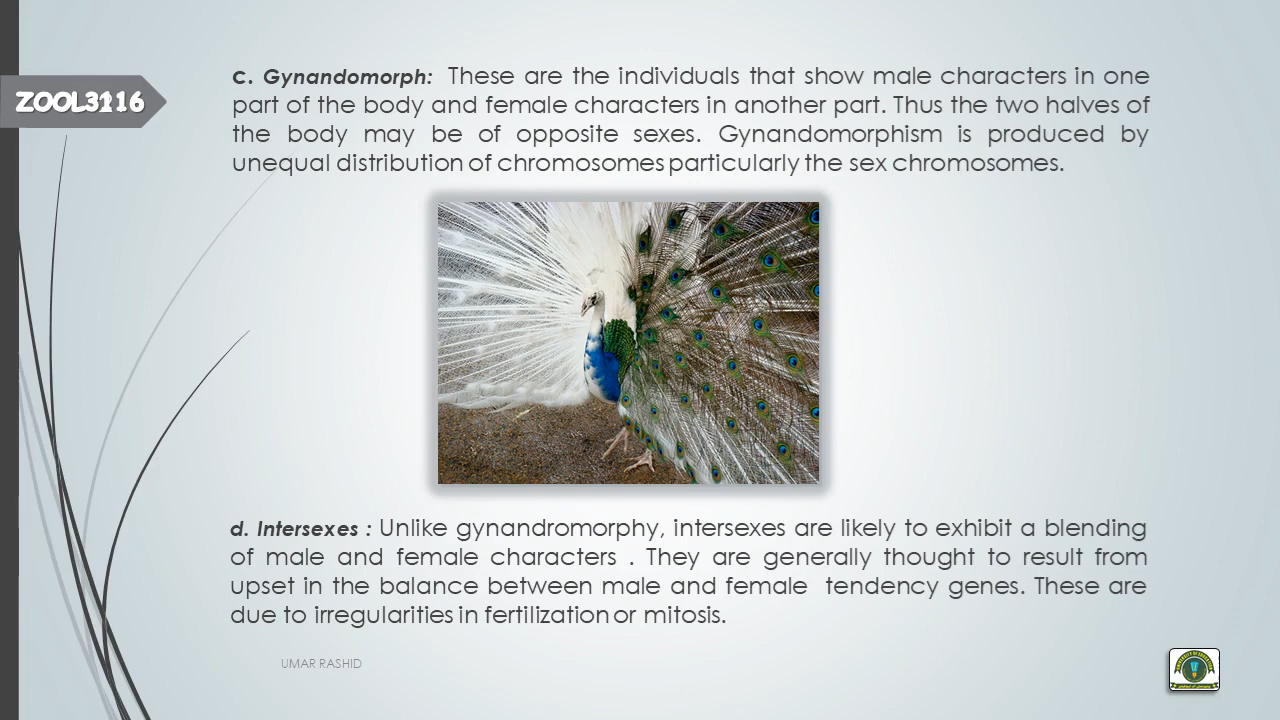 c. Gynandomorph: These are the individuals that show male characters in one
part of the body and female characters in another part. Thus the two halves of
the body may be of opposite sexes. Gynandomorphism is produced by
unequal distribution of chromosomes particularly the sex chromosomes.
ZOOL3116
d. Intersexes : Unlike gynandromorphy, intersexes are likely to exhibit a blending
of male and female characters . They are generally thought to result from
upset in the balance between male and female tendency genes. These are
due to irregularities in fertilization or mitosis.
UMAR RASHID